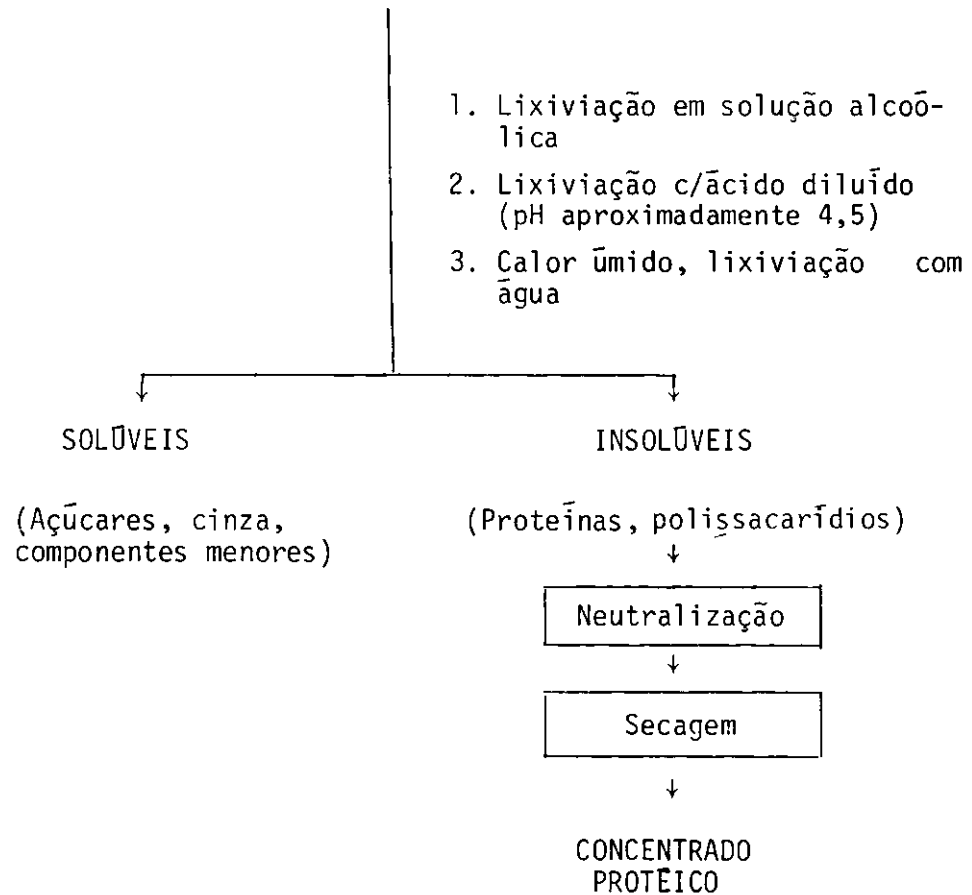 1. Lixiviação em solução alcoó-
lica
2. Lixiviação c/ácido diluído
(pH aproximadamente 4,5)
3. Calor úmido, lixiviação com
água
SOLÚVEIS
INSOLÚVEIS
(Açúcares, cinza,
componentes menores)
(Proteínas, polissacarídios)
Neutralização
Secagem
CONCENTRADO
PROTÉICO